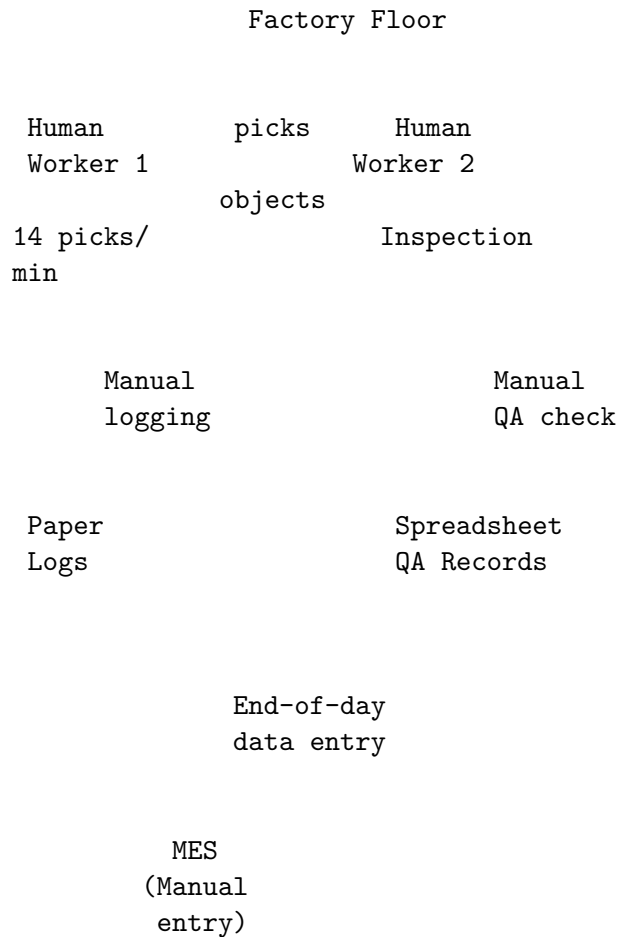 Factory Floor
Human picks Human
Worker 1 Worker 2
objects
14 picks/ Inspection
min
Manual Manual
logging QA check
Paper Spreadsheet
Logs QA Records
End-of-day
data entry
MES
(Manual
entry)